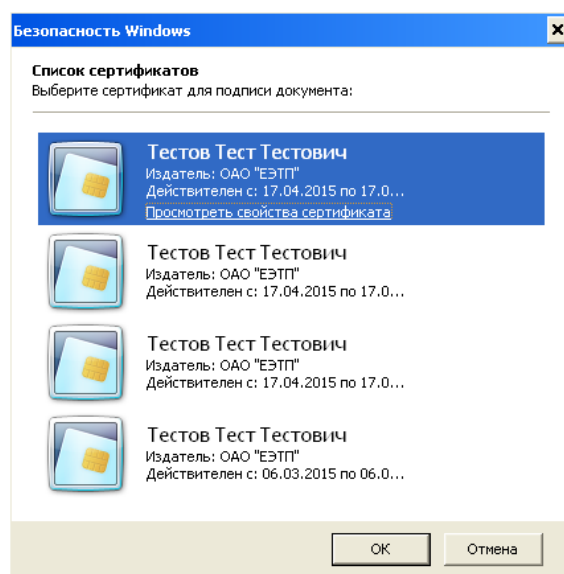 Безопасность Windows
Список сертификатов
Выберите сертификат для подписи документа:
Тестов Тест Тестович
Издатель: ОАО "ЕЭТП"
Действителен с: 17.04.2015 по 17.0...
Просмотреть свойства сертификата
Тестов Тест Тестович
Издатель: ОАО "ЕЭТП"
Действителен с: 17.04.2015 по 17.0...
Тестов Тест Тестович
Издатель: ОАО "ЕЭТП"
Действителен с: 17.04.2015 по 17.0...
Тестов Тест Тестович
Издатель: ОАО "ЕЭТП"
Действителен с: 06.03.2015 по 06.0...
ОК Отмена